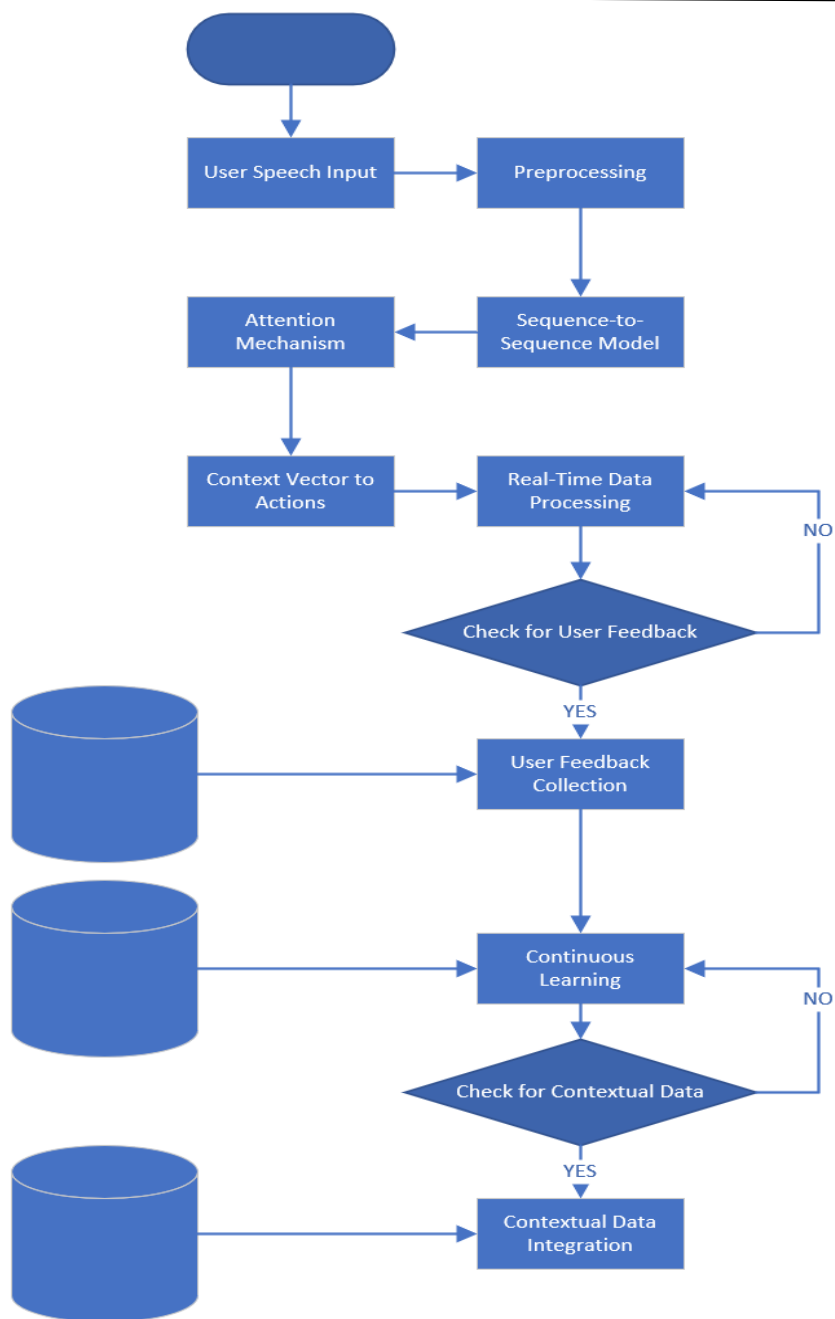 User Speech Input
Preprocessing
Attention
Mechanism
Sequence-to-
Sequence Model
Context Vector to
Actions
Real-Time Data
Processing
NO
Check for User Feedback
YES
User Feedback
Collection
Continuous
Learning
NO
Check for Contextual Data
YES
Contextual Data
Integration